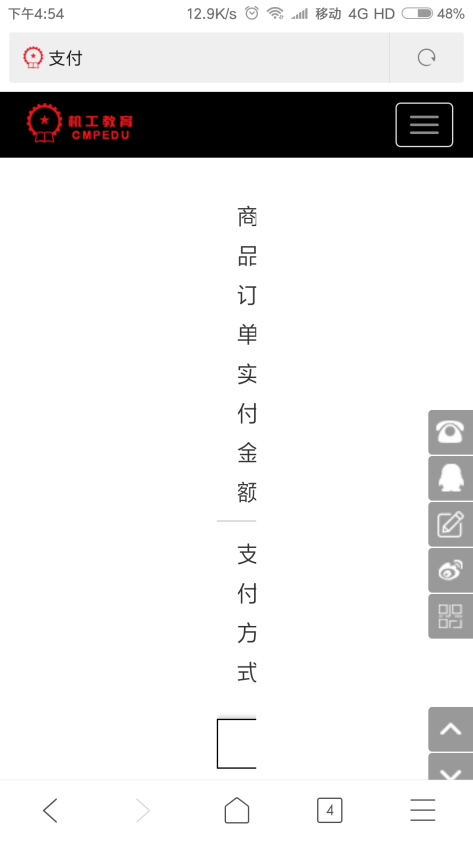 下午4:54 12.9K/s 移动 4G HD 48%
支付
机工教育
CMPEDU
商
品
订
单
实
付
金
额
支
付
方
式
4